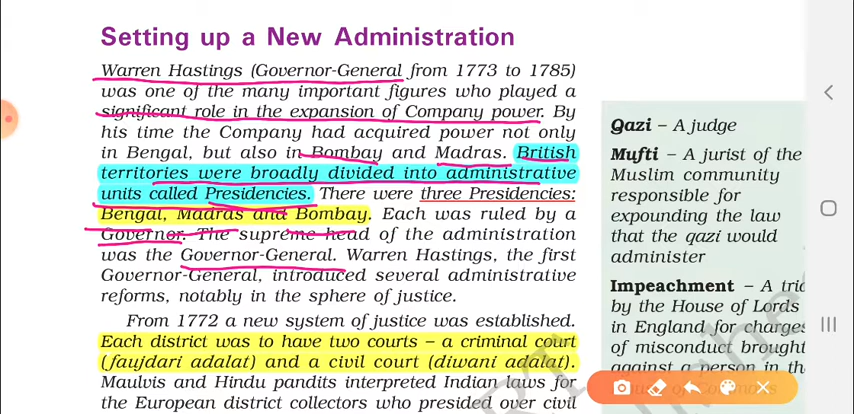 Setting up a New Administration
Warren Hastings (Governor-General from 1773 to 1785)
was one of the many important figures who played a
significant role in the expansion of Company power. By
his time the Company had acquired power not only
in Bengal, but also in Bombay and Madras. British
territories were broadly divided into administrative
units called Presidencies. There were three Presidencies:
Bengal, Madras and Bombay. Each was ruled by a
Governor. The supreme head of the administration
was the Governor-General. Warren Hastings, the first
Governor-General, introduced several administrative
reforms, notably in the sphere of justice.
From 1772 a new system of justice was established.
Each district was to have two courts – a criminal court
(faujdari adalat) and a civil court (diwani adalat).
Maulvis and Hindu pandits interpreted Indian laws for
the European district collectors who presided over civil
Qazi – A judge
Mufti – A jurist of the
Muslim community
responsible for
expounding the law
that the qazi would
administer
Impeachment – A
by the House of Lords
in England for charges
of misconduct brought
against a person in